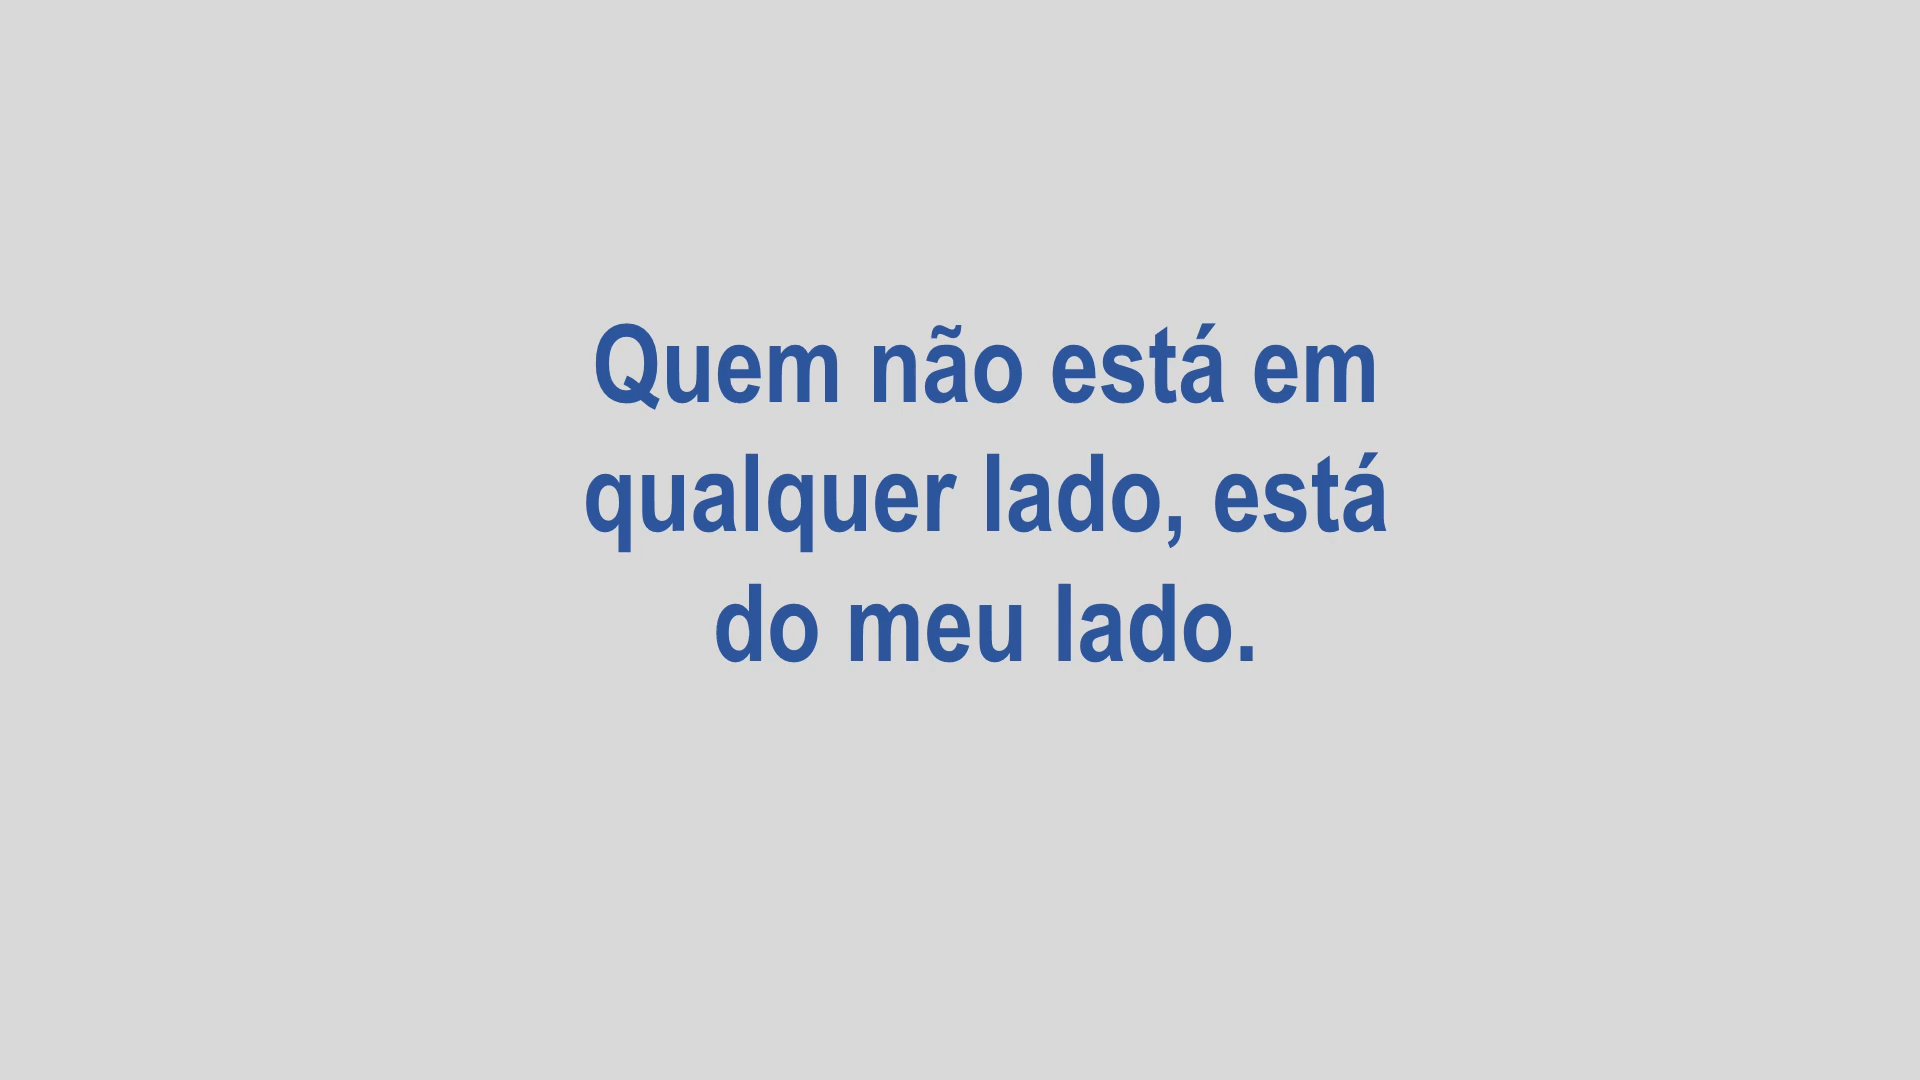 Quem não está em
qualquer lado, está
do meu lado.